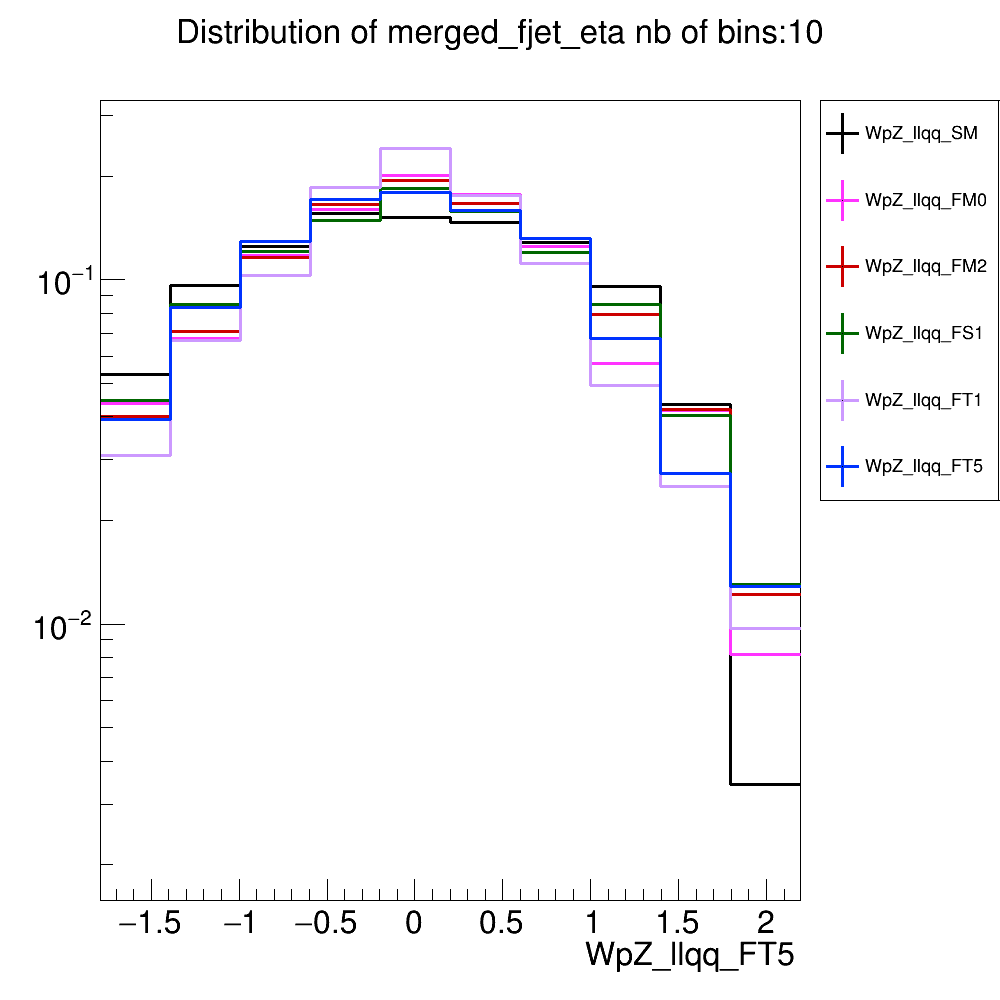 Distribution of merged_fjet_eta nb of bins:10
WpZ_llqq_SM
WpZ_llqq_FM0
WpZ_llqq_FM2
WpZ_llqq_FS1
WpZ_llqq_FT1
WpZ_llqq_FT5
10⁻¹
10⁻²
−1.5 −1 −0.5 0 0.5 1 1.5 2
WpZ_llqq_FT5